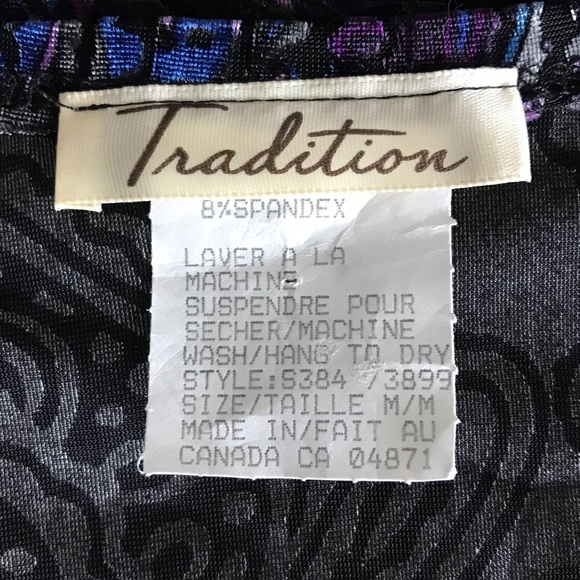 Tradition
8%SPANDEX
LAVER A LA
MACHINE
SUSPENDRE POUR
SECHER/MACHINE
WASH/HANG TO DRY
STYLE:S384 /3899
SIZE/TAILLE M/M
MADE IN/FAIT AU
CANADA CA 04871